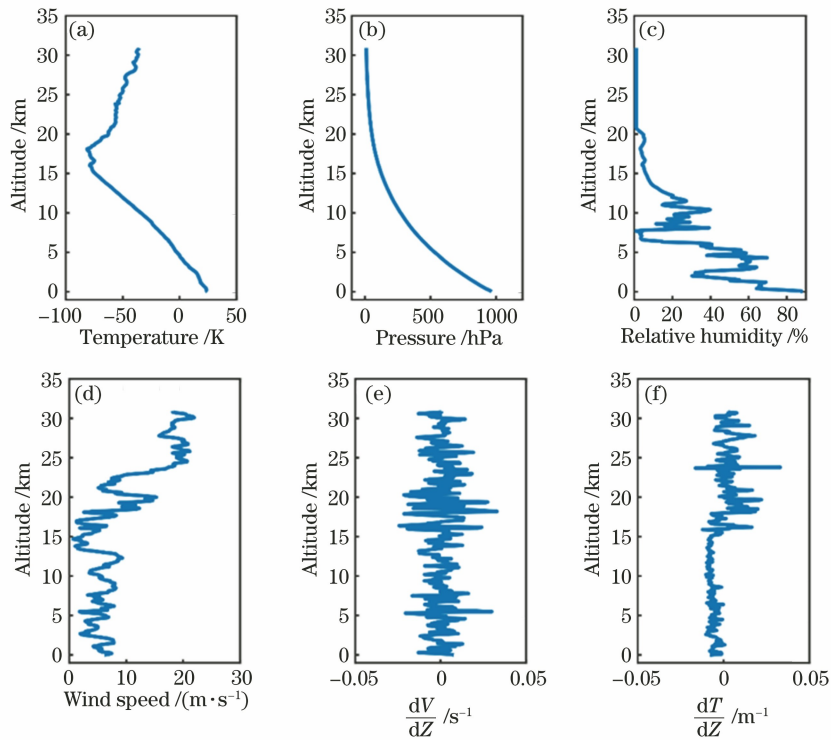 (a) (b) (c)
35 35 35
30 30 30
25 25 25
20 20 20
15 15 15
10 10 10
5 5 5
0 0 0
Altitude /km Altitude /km Altitude /km
−100 −50 0 50 0 500 1000 0 20 40 60 80
Temperature /K Pressure /hPa Relative humidity /%
(d) (e) (f)
35 35 35
30 30 30
25 25 25
20 20 20
15 15 15
10 10 10
5 5 5
0 0 0
Altitude /km Altitude /km Altitude /km
0 10 20 30 −0.05 0 0.05 −0.05 0 0.05
Wind speed /(m·s⁻¹) dV/dZ /s⁻¹ dT/dZ /m⁻¹